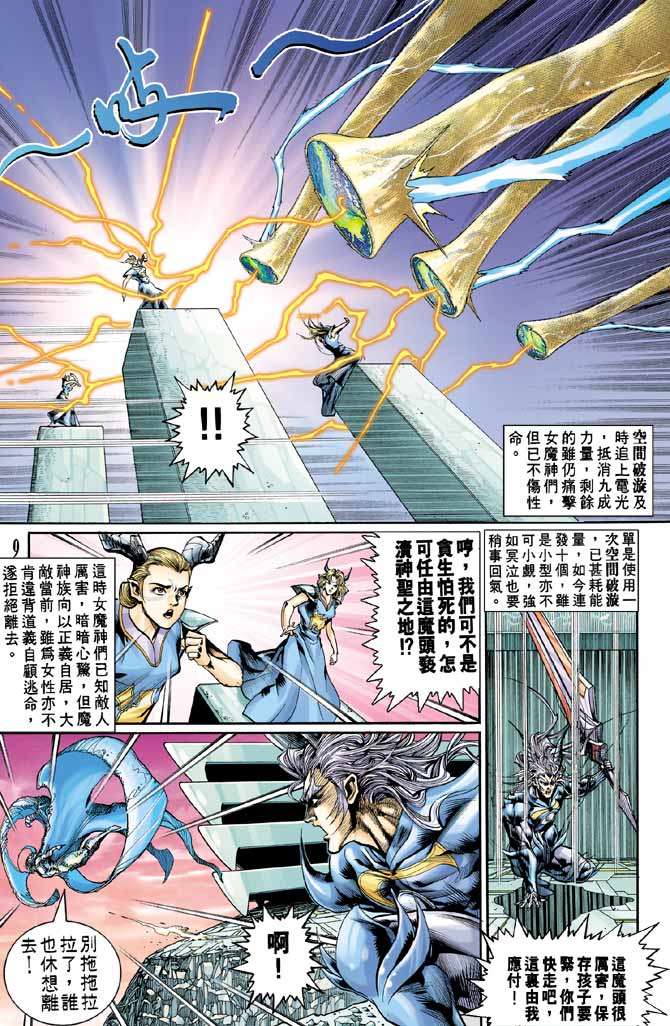 !!
空間破漩及
時追上電光
，抵消九成
力量，剩餘
的雖仍痛擊
女魔神們，
但已不傷性
命。
單是使用一
次空間破漩
，已甚耗能
量，如今連
發十個，雖
是小型亦不
可小覷，強
如冥泣也要
稍事回氣。
這魔頭很
厲害，保
存孩子要
緊，你們
快走吧，
這裏由我
應付！
哼，我們可不是
貪生怕死的，怎
可任由這魔頭褻
瀆神聖之地!?
這時女魔神們已知敵人
厲害，暗暗心驚，但魔
神族向以正義自居，大
敵當前，雖爲女性亦不
肯違背道義自顧逃命，
遂拒絕離去。
9
啊！
別拖拖拉
拉了，誰
也休想離
去！